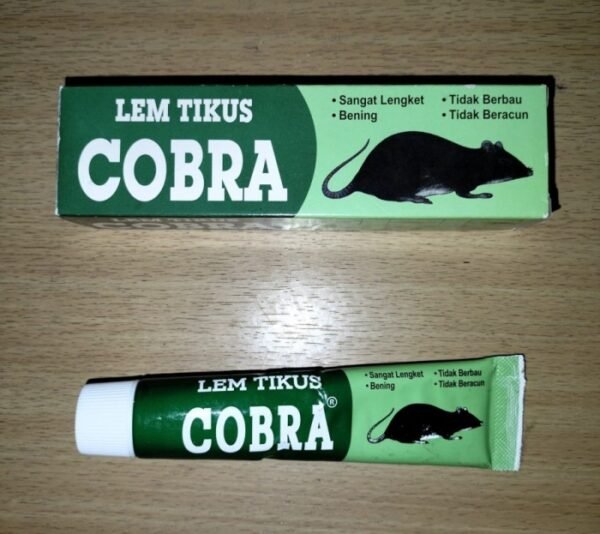 LEM TIKUS
COBRA
• Sangat Lengket • Tidak Berbau
• Bening • Tidak Beracun
LEM TIKUS
COBRA®
• Sangat Lengket • Tidak Berbau
• Bening • Tidak Beracun